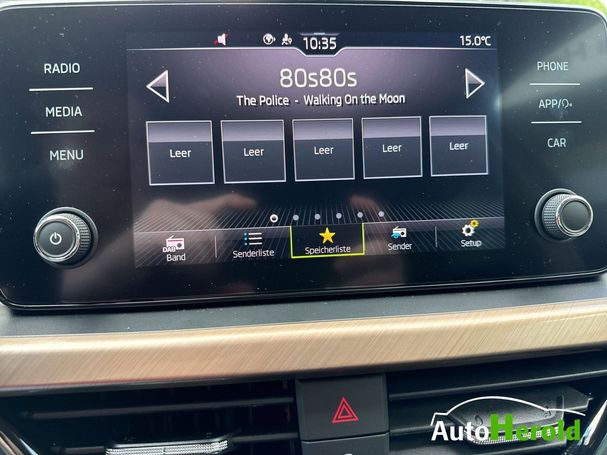 10:35
15.0°C
RADIO
MEDIA
MENU
80s80s
The Police - Walking On the Moon
Leer Leer Leer Leer Leer
DAB
Band Senderliste Speicherliste Sender Setup
PHONE
APP/
CAR
AutoHerold